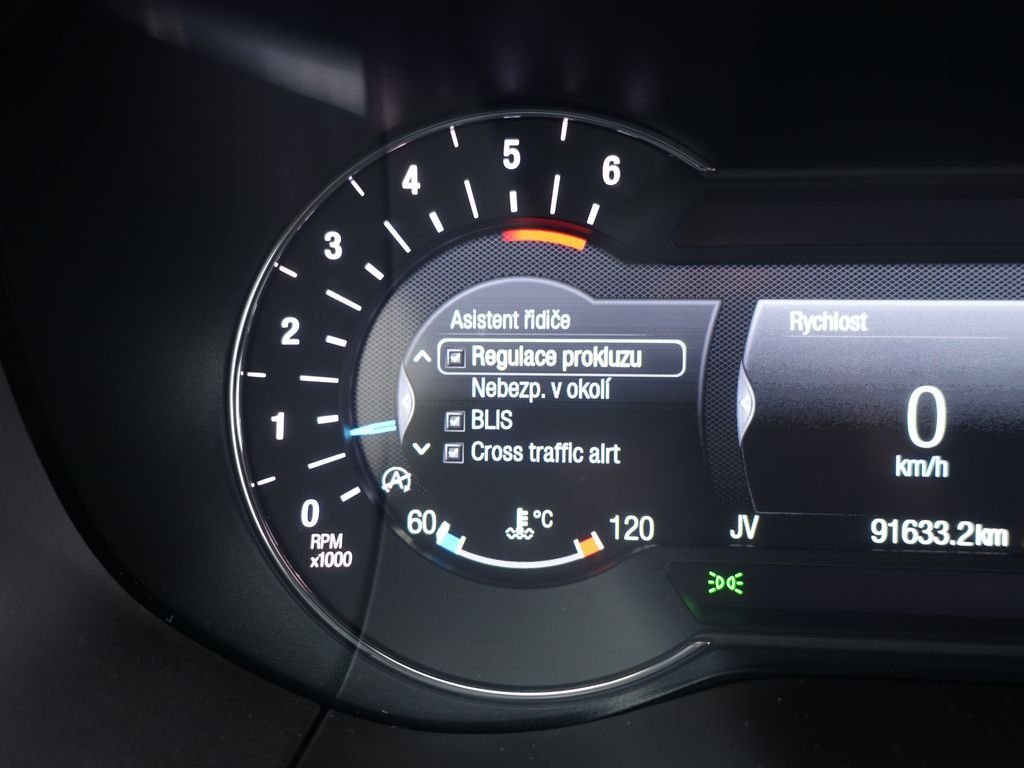 6
5
4
3
2
1
0
RPM
x1000
Asistent řidiče
Regulace prokluzu
Nebezp. v okolí
BLIS
Cross traffic alrt
A
60
°C
120
Rychlost
0
km/h
JV
91633.2km